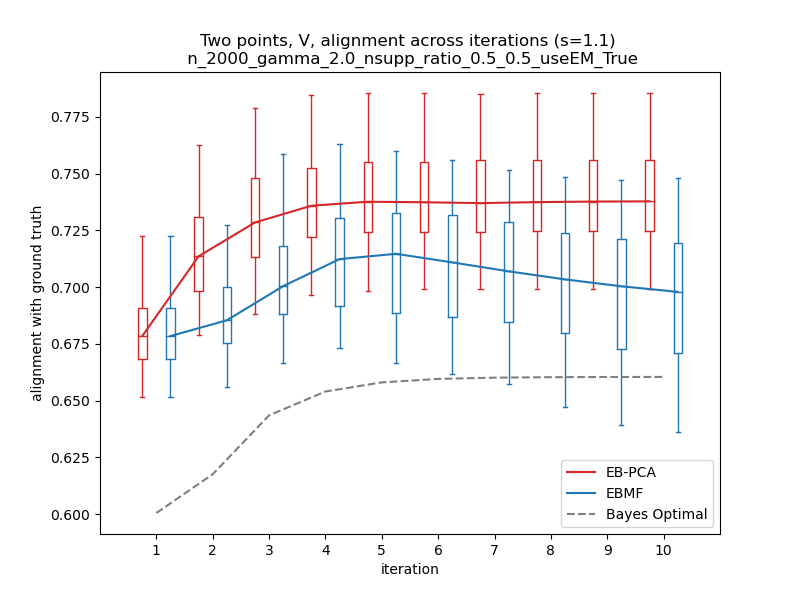 Two points, V, alignment across iterations (s=1.1)
n_2000_gamma_2.0_nsupp_ratio_0.5_0.5_useEM_True
alignment with ground truth
0.775
0.750
0.725
0.700
0.675
0.650
0.625
0.600
EB-PCA
EBMF
Bayes Optimal
1 2 3 4 5 6 7 8 9 10
iteration